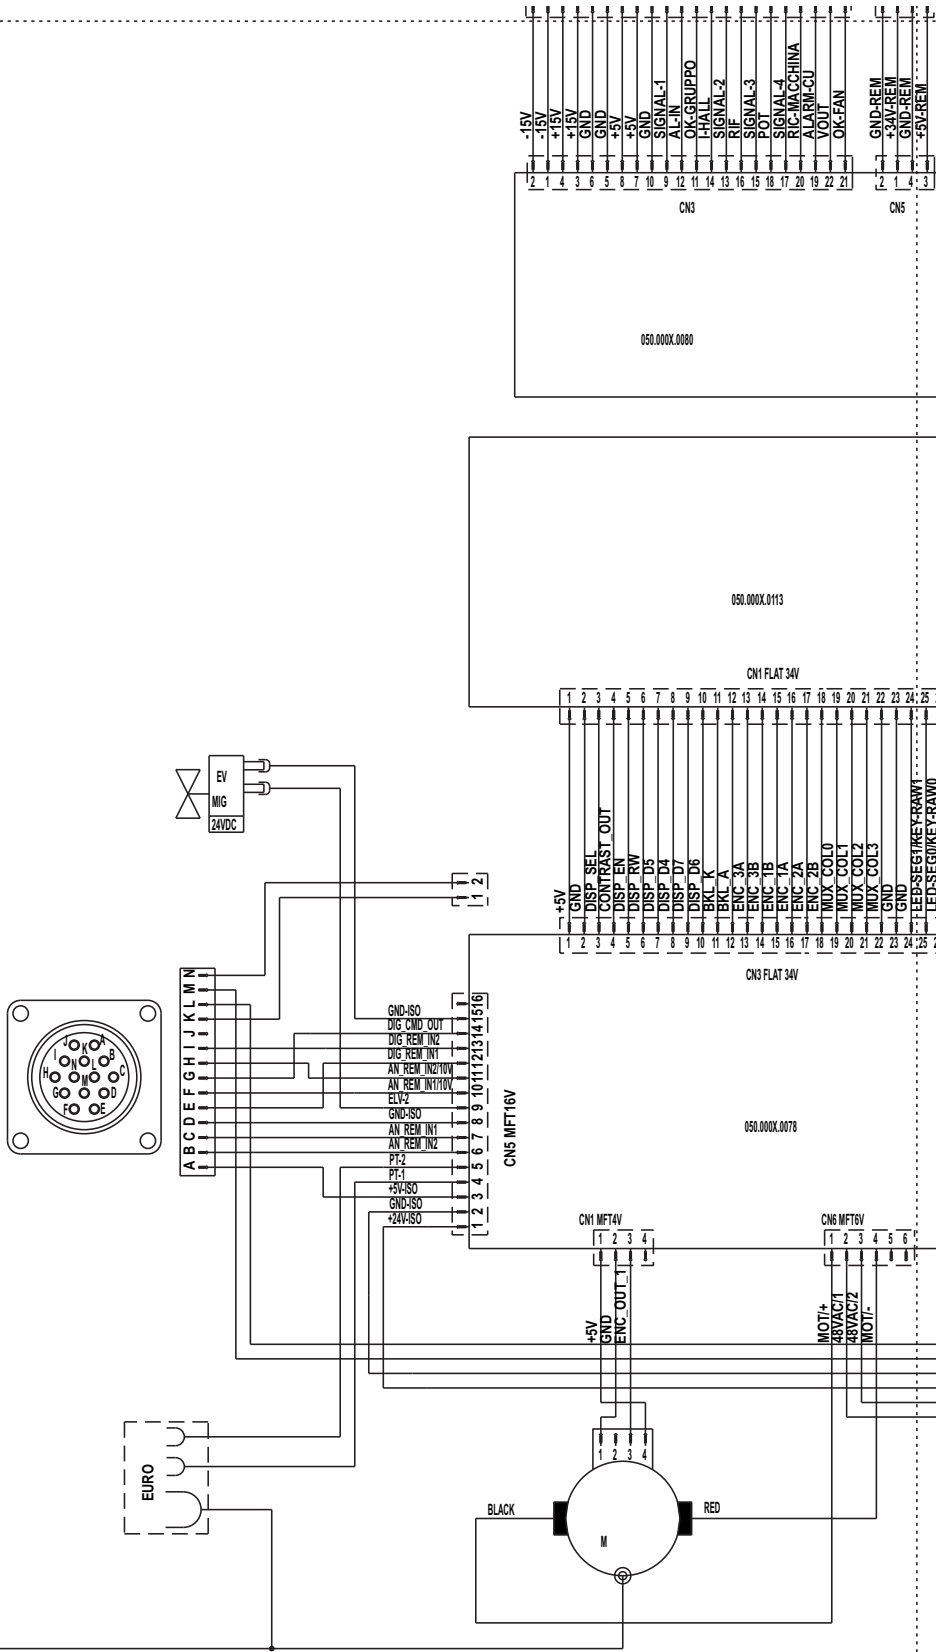 -15V
-15V
+15V
+15V
GND
GND
+5V
+5V
GND
SIGNAL-1
AL-IN
OK-GRUPPO
I-HALL
SIGNAL-2
RIF
SIGNAL-3
POT
SIGNAL-4
RIC-MACCHINA
ALARM-CU
VOUT
OK-FAN
GND-REM
+34V-REM
GND-REM
+5V-REM
2 1 4 3 6 5 8 7 10 9 12 11 14 13 16 15 18 17 20 19 22 21
2 1 4 3
CN3
CN5
050.000X.0080
050.000X.0113
CN1 FLAT 34V
1 2 3 4 5 6 7 8 9 10 11 12 13 14 15 16 17 18 19 20 21 22 23 24 25
+5V
GND
DISP_SEL
CONTRAST_OUT
DISP_EN
DISP_RW
DISP_D5
DISP_D4
DISP_D7
DISP_D6
BKL_K
BKL_A
ENC_3A
ENC_3B
ENC_1B
ENC_1A
ENC_2A
ENC_2B
MUX_COL0
MUX_COL1
MUX_COL2
MUX_COL3
GND
GND
LED-SEG1/KEY-RAW1
LED-SEG0/KEY-RAW0
1 2 3 4 5 6 7 8 9 10 11 12 13 14 15 16 17 18 19 20 21 22 23 24 25
CN3 FLAT 34V
EV
MIG
24VDC
1 2
A B C D E F G H I J K L M N
J
K
A
I
N
L
B
H
M
C
G
D
F
E
GND-ISO
DIG_CMD_OUT
DIG_REM_IN2
DIG_REM_IN1
AN_REM_IN2/10V
AN_REM_IN1/10V
ELV-2
GND-ISO
AN_REM_IN1
AN_REM_IN2
PT-2
PT-1
+5V-ISO
GND-ISO
+24V-ISO
1 2 3 4 5 6 7 8 9 10 11 12 13 14 15 16
CN5 MFT16V
050.000X.0078
CN1 MFT4V
1 2 3 4
CN6 MFT6V
1 2 3 4 5 6
+5V
GND
ENC_OUT_1
MOT/+
48VAC/1
48VAC/2
MOT/-
1 2 3 4
EURO
BLACK
RED
M